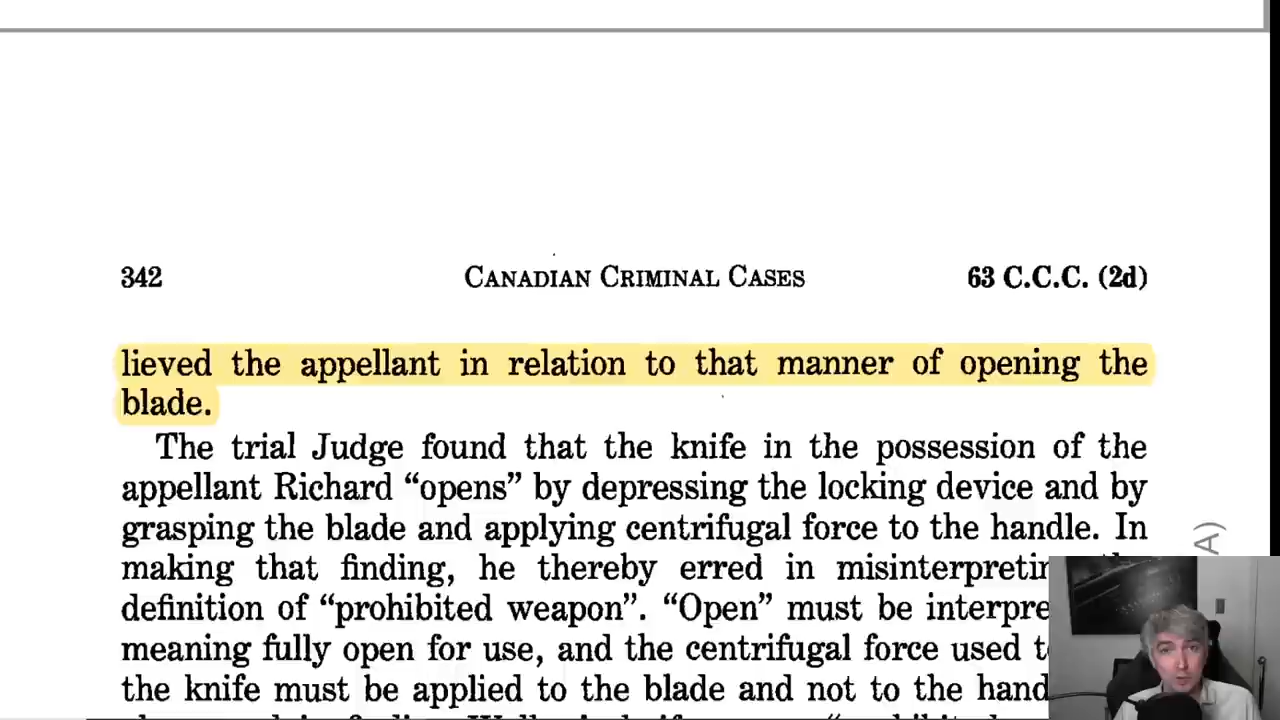 342 CANADIAN CRIMINAL CASES 63 C.C.C. (2d)
lieved the appellant in relation to that manner of opening the
blade.
The trial Judge found that the knife in the possession of the
appellant Richard “opens” by depressing the locking device and by
grasping the blade and applying centrifugal force to the handle. In
making that finding, he thereby erred in
definition of “prohibited weapon”. “Open” must be
meaning fully open for use, and the centrifugal force used
the knife must be applied to the blade and not to the
A)